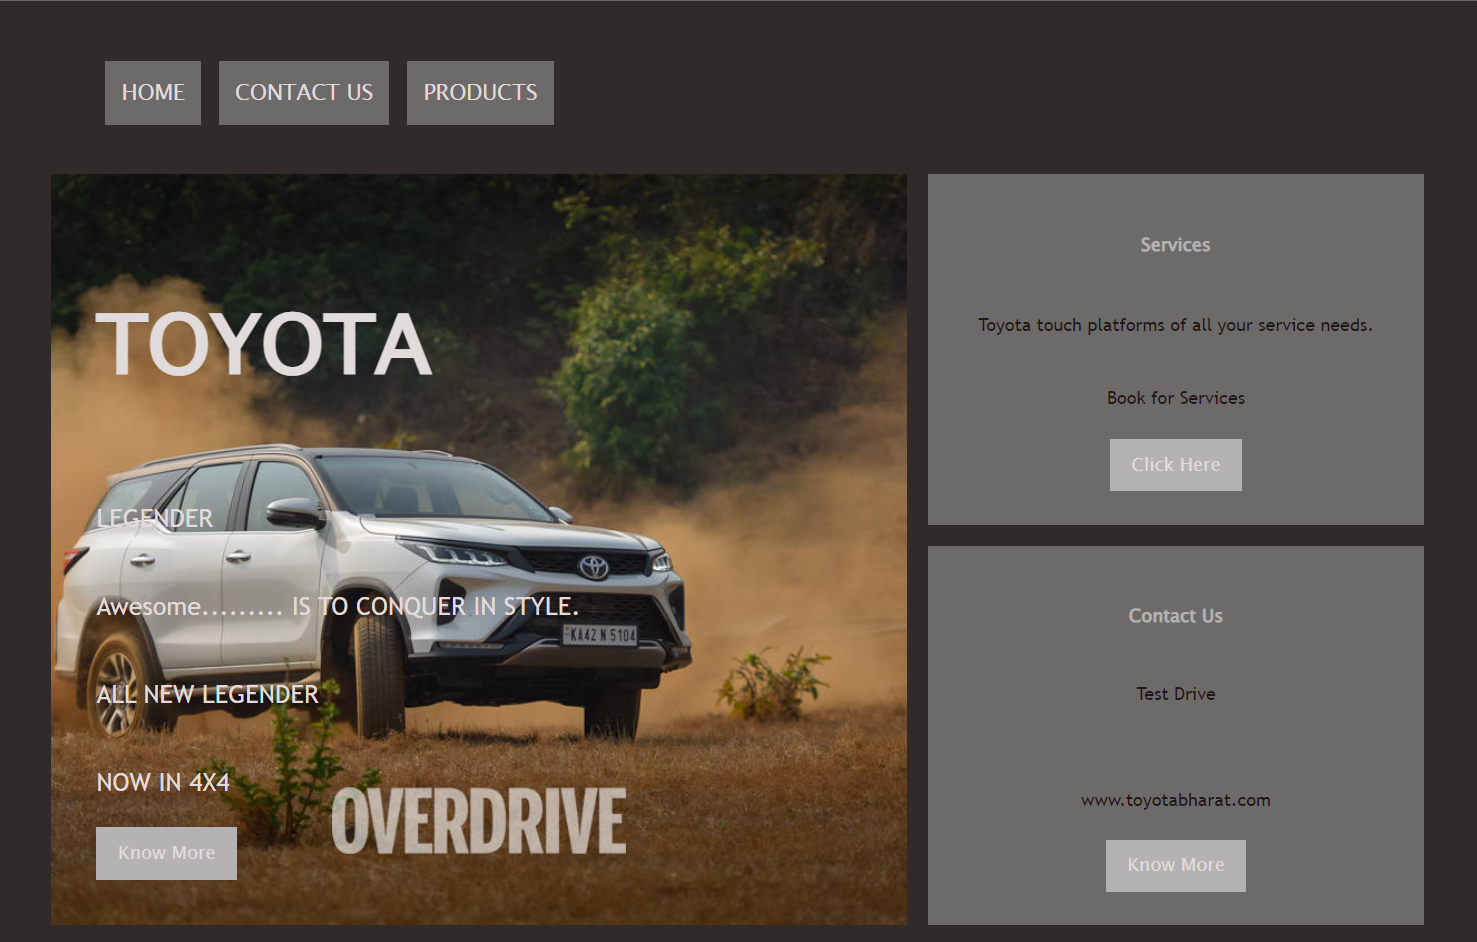 HOME CONTACT US PRODUCTS
TOYOTA
LEGENDER
Awesome......... IS TO CONQUER IN STYLE.
KA42 N 5104
ALL NEW LEGENDER
NOW IN 4X4
OVERDRIVE
Know More
Services
Toyota touch platforms of all your service needs.
Book for Services
Click Here
Contact Us
Test Drive
www.toyotabharat.com
Know More